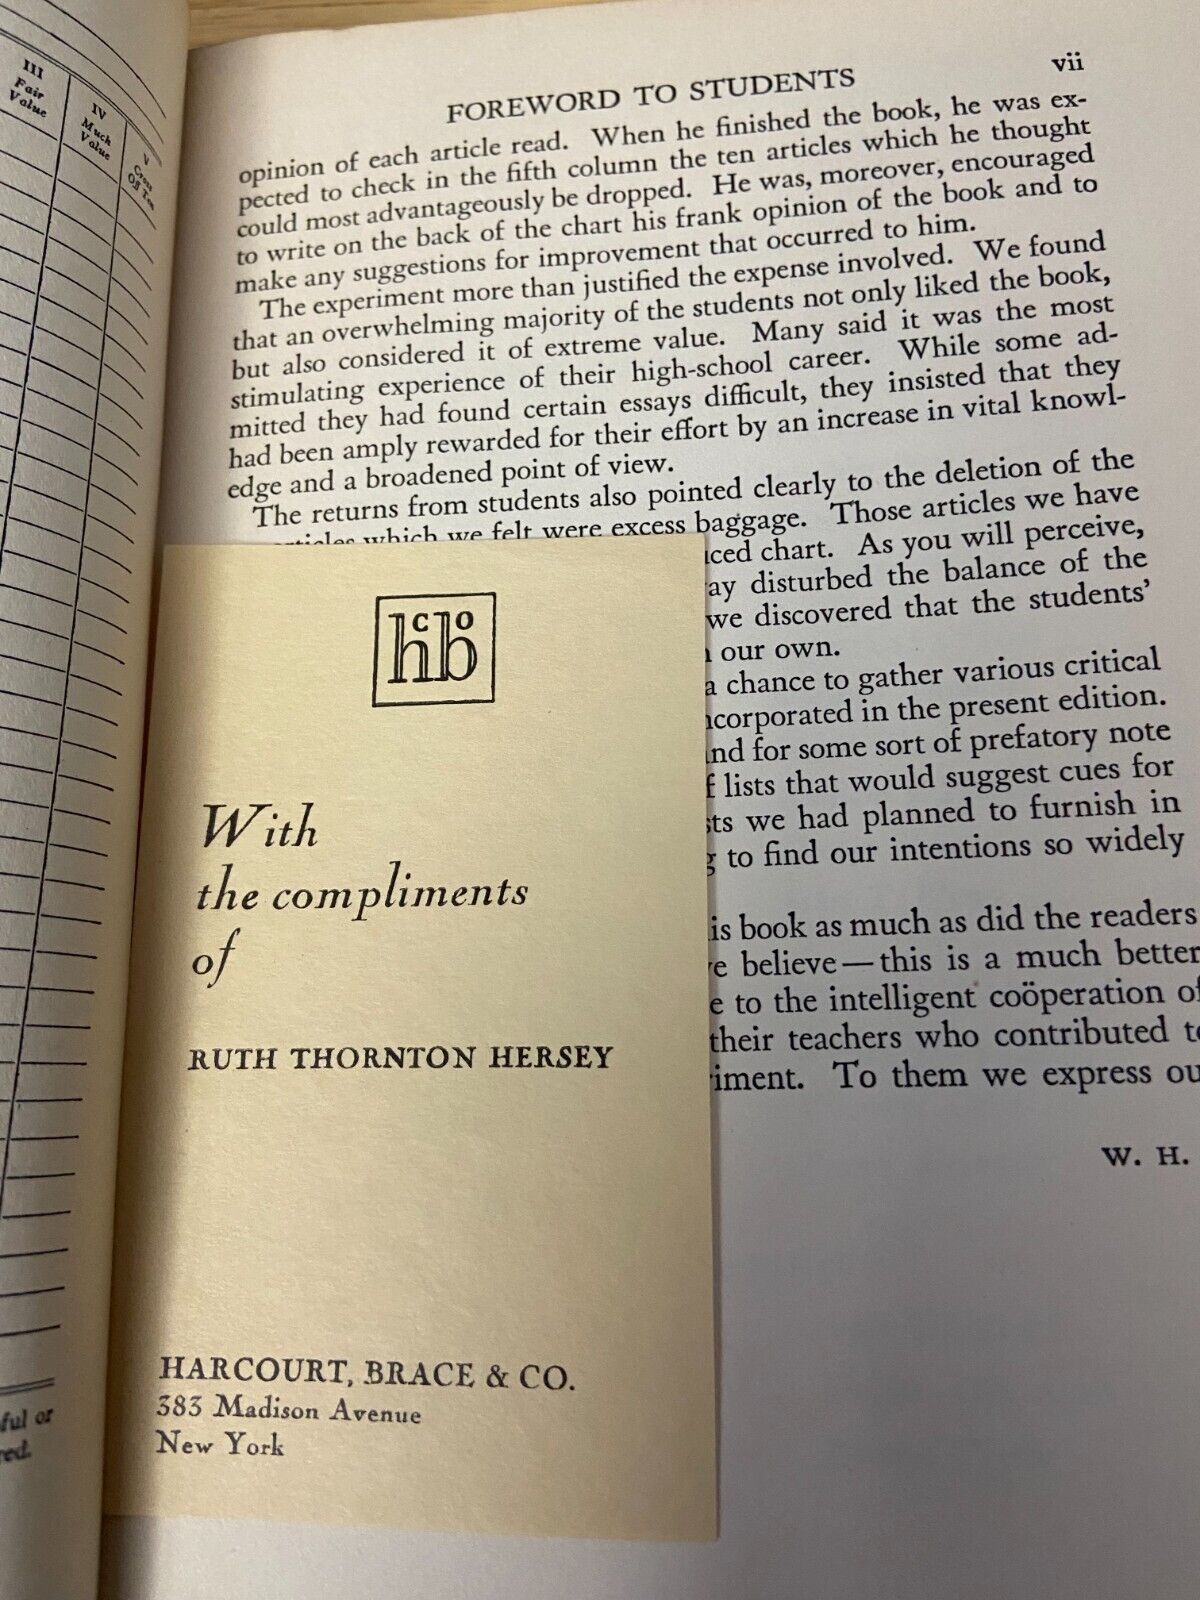 III
Fair
Value
IV
Much
Value
V
Cross
Off Ten
ful or
red.
FOREWORD TO STUDENTS
vii
opinion of each article read. When he finished the book, he was ex-
pected to check in the fifth column the ten articles which he thought
could most advantageously be dropped. He was, moreover, encouraged
to write on the back of the chart his frank opinion of the book and to
make any suggestions for improvement that occurred to him.
The experiment more than justified the expense involved. We found
that an overwhelming majority of the students not only liked the book,
but also considered it of extreme value. Many said it was the most
stimulating experience of their high-school career. While some ad-
mitted they had found certain essays difficult, they insisted that they
had been amply rewarded for their effort by an increase in vital knowl-
edge and a broadened point of view.
The returns from students also pointed clearly to the deletion of the
articles which we felt were excess baggage. Those articles we have
ced chart. As you will perceive,
ay disturbed the balance of the
we discovered that the students'
our own.
a chance to gather various critical
ncorporated in the present edition.
nd for some sort of prefatory note
f lists that would suggest cues for
sts we had planned to furnish in
g to find our intentions so widely
is book as much as did the readers
e believe—this is a much better
e to the intelligent coöperation of
their teachers who contributed to
riment. To them we express ou
W. H.
hcbo
With
the compliments
of
RUTH THORNTON HERSEY
HARCOURT, BRACE & CO.
383 Madison Avenue
New York